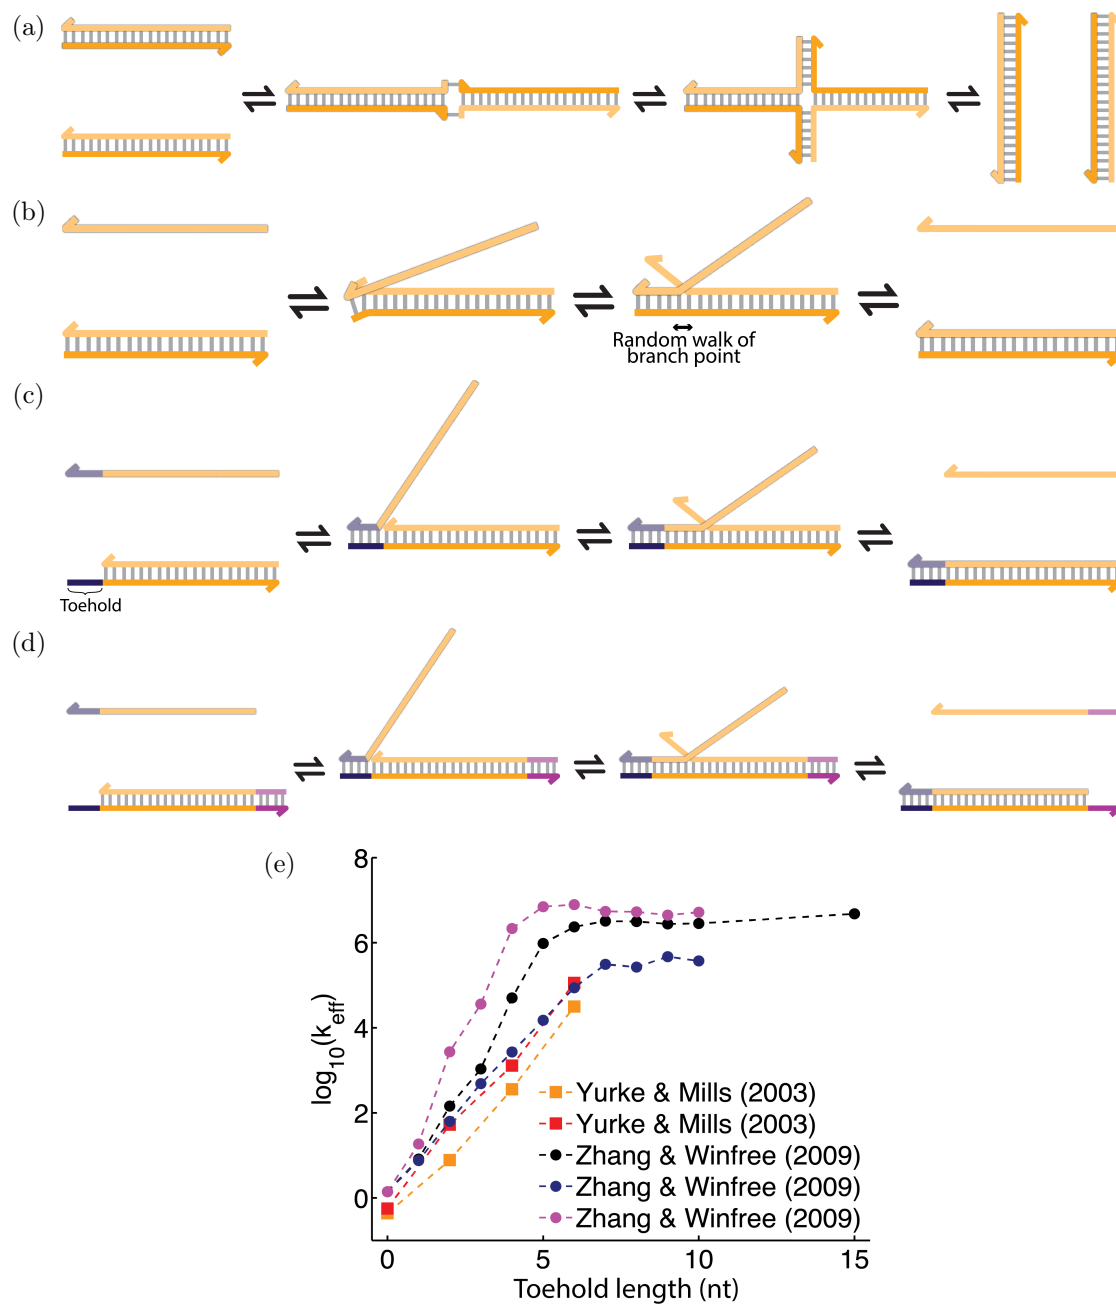 (a)
(b)
Random walk of
branch point
(c)
Toehold
(d)
(e)
8
6
4
2
0
log10(keff)
Yurke & Mills (2003)
Yurke & Mills (2003)
Zhang & Winfree (2009)
Zhang & Winfree (2009)
Zhang & Winfree (2009)
0 5 10 15
Toehold length (nt)